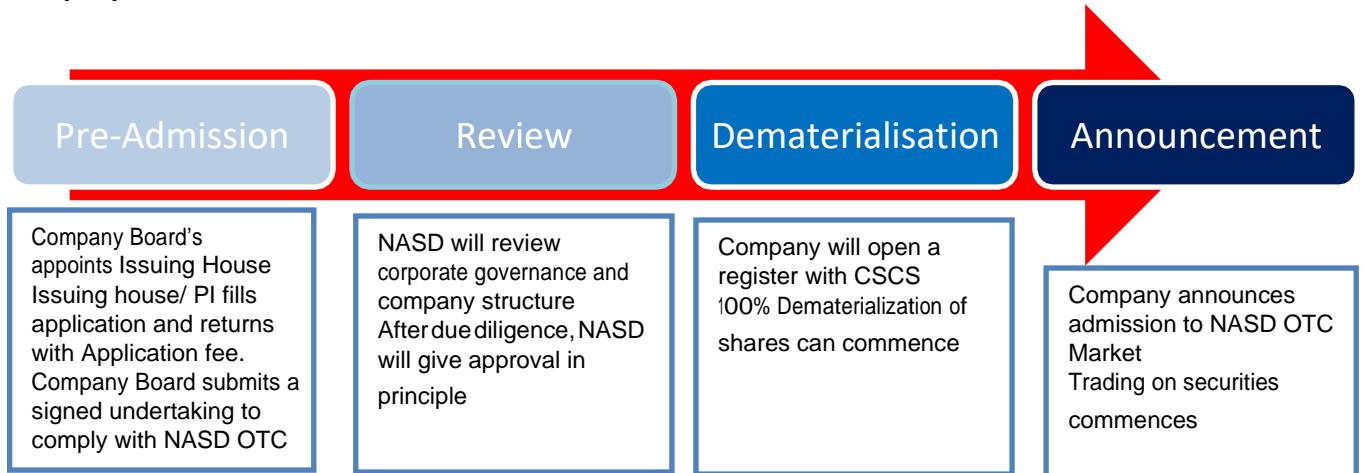 Pre-Admission
Review
Dematerialisation
Announcement
Company Board's
appoints Issuing House
Issuing house/ PI fills
application and returns
with Application fee.
Company Board submits a
signed undertaking to
comply with NASD OTC
NASD will review
corporate governance and
company structure
After due diligence, NASD
will give approval in
principle
Company will open a
register with CSCS
100% Dematerialization of
shares can commence
Company announces
admission to NASD OTC
Market
Trading on securities
commences